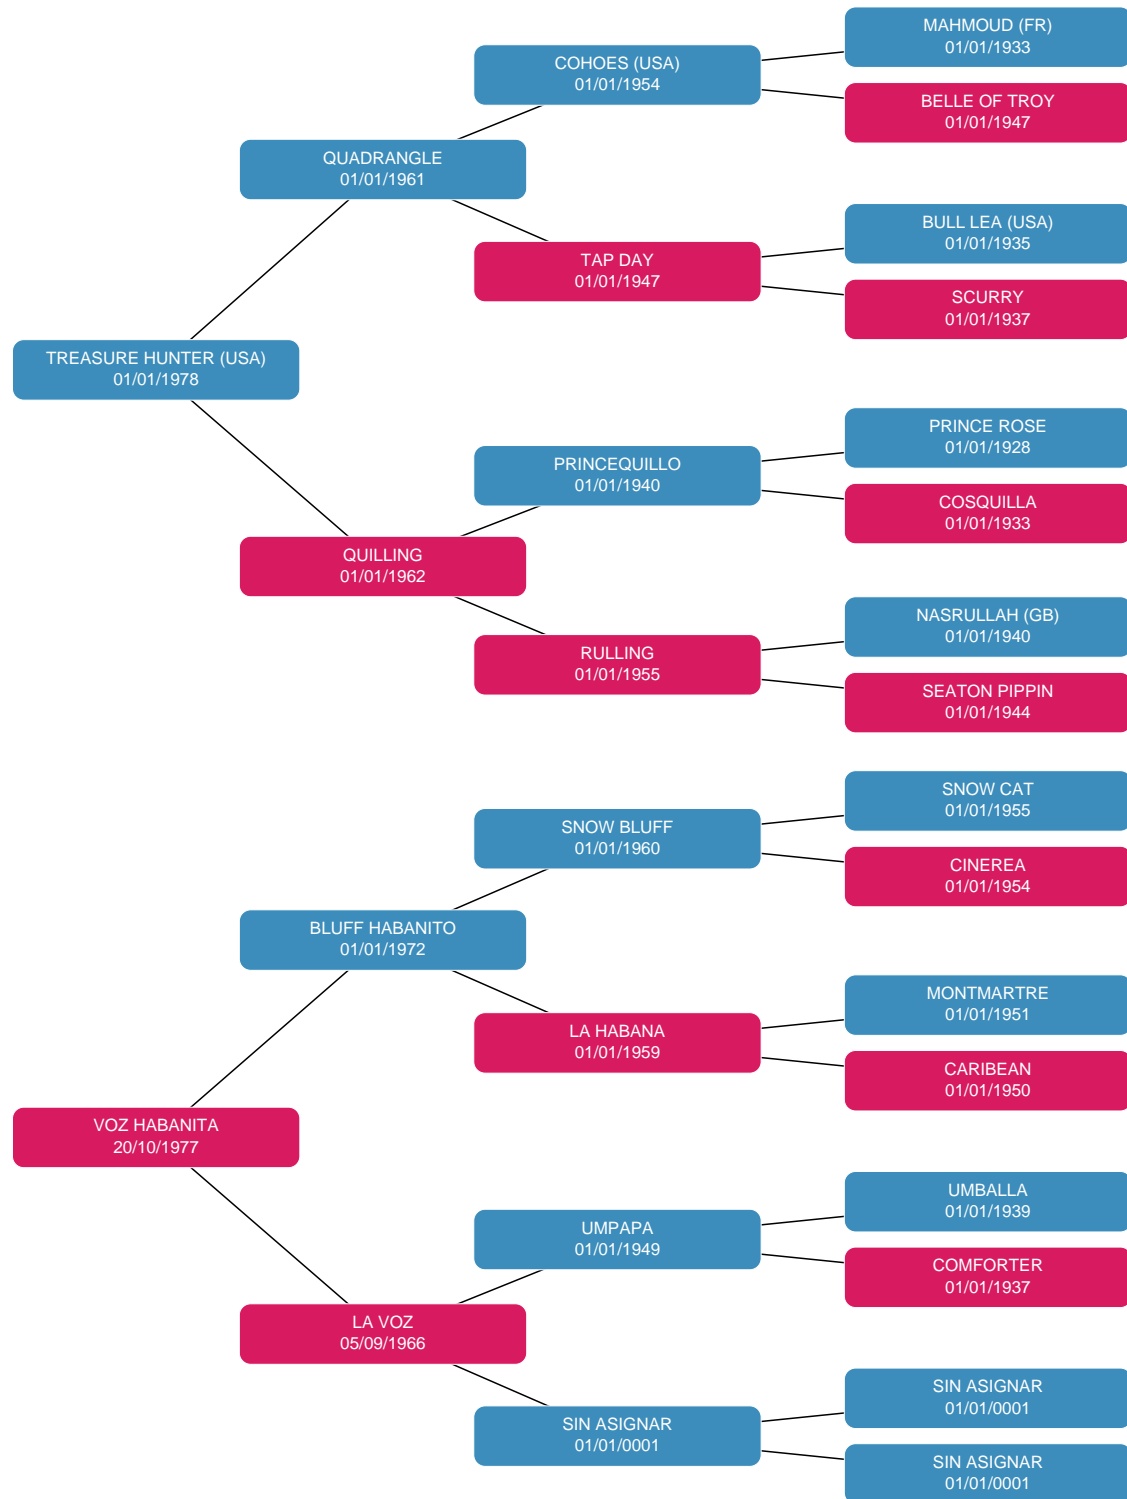 MAHMOUD (FR)
01/01/1933
COHOES (USA)
01/01/1954
BELLE OF TROY
01/01/1947
QUADRANGLE
01/01/1961
BULL LEA (USA)
01/01/1935
TAP DAY
01/01/1947
SCURRY
01/01/1937
TREASURE HUNTER (USA)
01/01/1978
PRINCE ROSE
01/01/1928
PRINCEQUILLO
01/01/1940
COSQUILLA
01/01/1933
QUILLING
01/01/1962
NASRULLAH (GB)
01/01/1940
RULLING
01/01/1955
SEATON PIPPIN
01/01/1944
SNOW CAT
01/01/1955
SNOW BLUFF
01/01/1960
CINEREA
01/01/1954
BLUFF HABANITO
01/01/1972
MONTMARTRE
01/01/1951
LA HABANA
01/01/1959
CARIBEAN
01/01/1950
VOZ HABANITA
20/10/1977
UMBALLA
01/01/1939
UMPAPA
01/01/1949
COMFORTER
01/01/1937
LA VOZ
05/09/1966
SIN ASIGNAR
01/01/0001
SIN ASIGNAR
01/01/0001
SIN ASIGNAR
01/01/0001